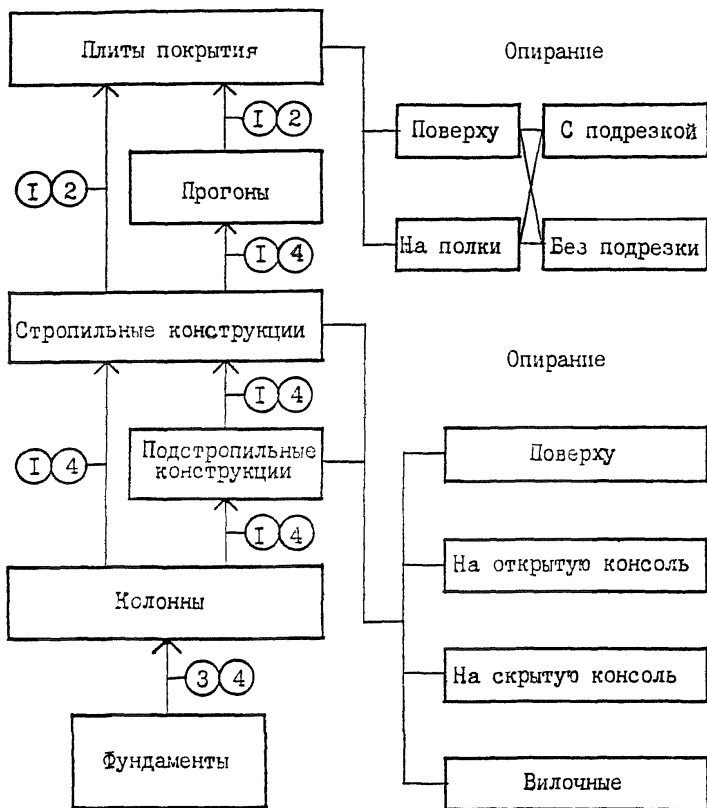 Плиты покрытия
Опирание
I 2
Поверху
С подрезкой
Прогоны
I 2
На полки
Без подрезки
I 4
Стропильные конструкции
Опирание
I 4
Подстропильные
конструкции
Поверху
I 4
I 4
На открытую консоль
Колонны
3 4
На скрытую консоль
Фундаменты
Вилочные